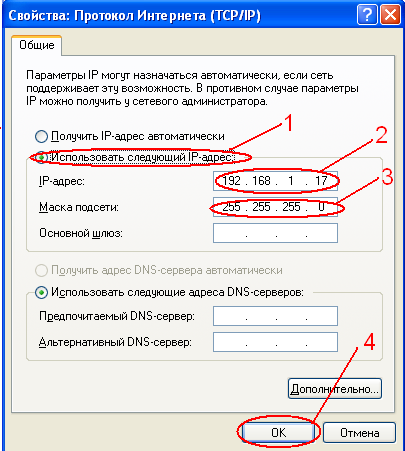 Свойства: Протокол Интернета (TCP/IP)
Общие
Параметры IP могут назначаться автоматически, если сеть
поддерживает эту возможность. В противном случае параметры
IP можно получить у сетевого администратора.
Получить IP-адрес автоматически
1
Использовать следующий IP-адрес:
2
IP-адрес: 192 . 168 . 1 . 17
3
Маска подсети: 255 . 255 . 255 . 0
Основной шлюз: . . .
Получить адрес DNS-сервера автоматически
Использовать следующие адреса DNS-серверов:
Предпочитаемый DNS-сервер: . . .
Альтернативный DNS-сервер: . . .
4
Дополнительно...
ОК Отмена